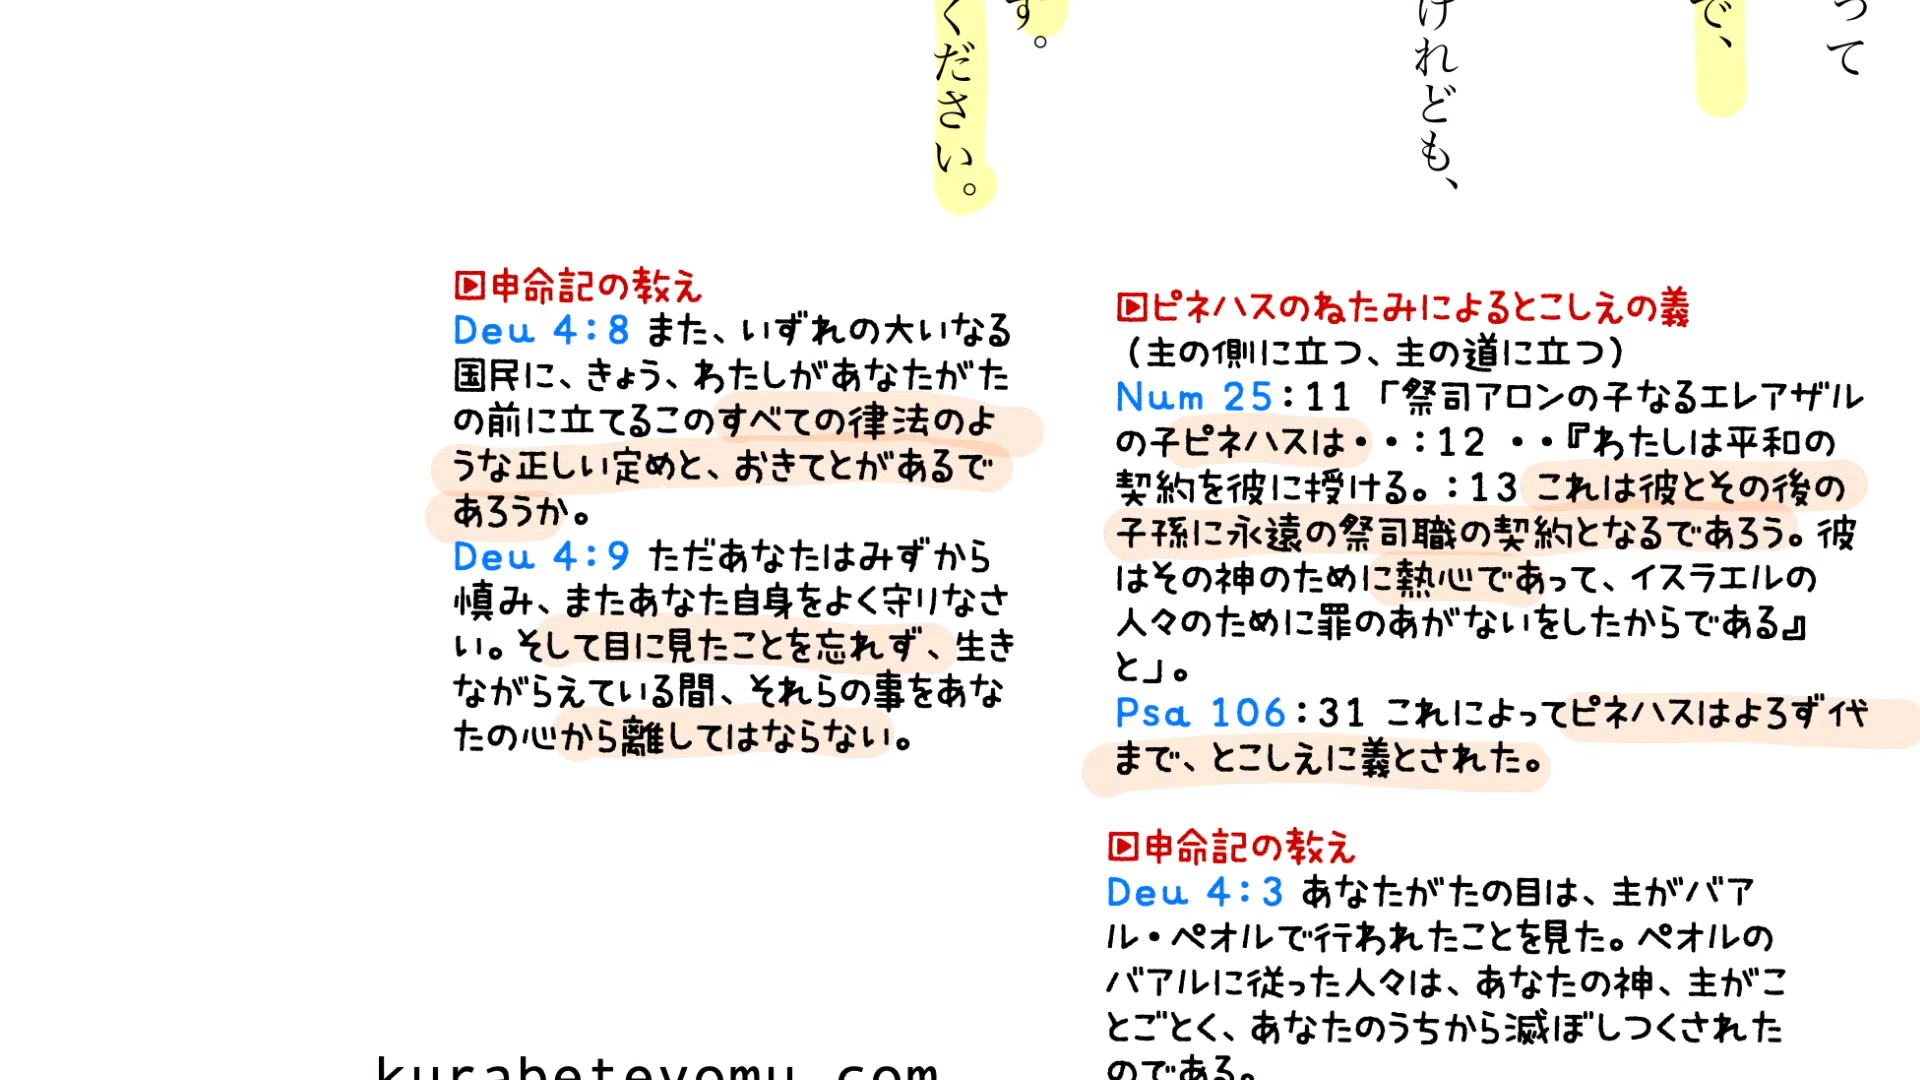 って
で、
けれども、
す。
ください。
▶申命記の教え
Deu 4:8 また、いずれの大いなる
国民に、きょう、わたしがあなたがた
の前に立てるこのすべての律法のよ
うな正しい定めと、おきてとがあるで
あろうか。
Deu 4:9 ただあなたはみずから
慎み、またあなた自身をよく守りなさ
い。そして目に見たことを忘れず、生き
ながらえている間、それらの事をあな
たの心から離してはならない。
▶ピネハスのねたみによるとこしえの義
（主の側に立つ、主の道に立つ）
Num 25:11 「祭司アロンの子なるエレアザル
の子ピネハスは・・:12 ・・『わたしは平和の
契約を彼に授ける。:13 これは彼とその後の
子孫に永遠の祭司職の契約となるであろう。彼
はその神のために熱心であって、イスラエルの
人々のために罪のあがないをしたからである』
と」。
Psa 106:31 これによってピネハスはよろず代
まで、とこしえに義とされた。
▶申命記の教え
Deu 4:3 あなたがたの目は、主がバア
ル・ペオルで行われたことを見た。ペオルの
バアルに従った人々は、あなたの神、主がこ
とごとく、あなたのうちから滅ぼしつくされた
のである。
kurabeteyomu.com